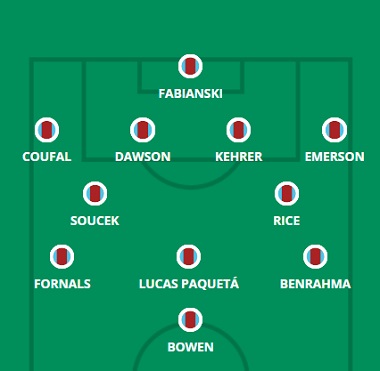 FABIANSKI
COUFAL DAWSON KEHRER EMERSON
SOUCEK RICE
FORNALS LUCAS PAQUETÁ BENRAHMA
BOWEN